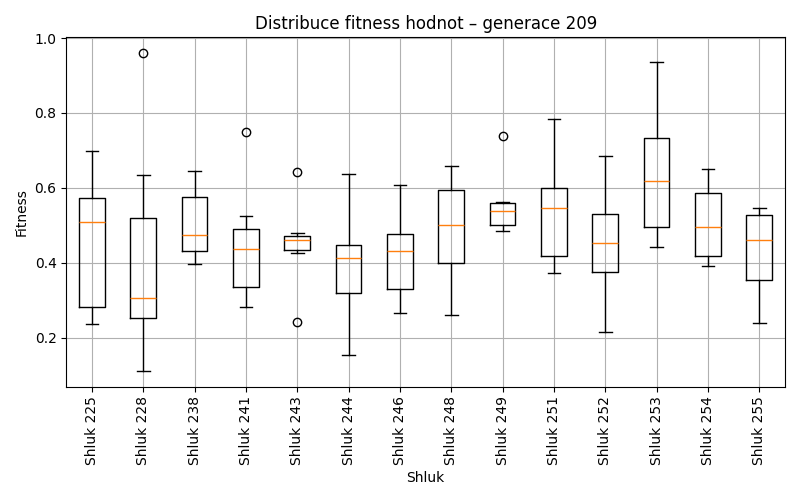 Distribuce fitness hodnot – generace 209
1.0
0.8
0.6
0.4
0.2
Fitness
Shluk 225
Shluk 228
Shluk 238
Shluk 241
Shluk 243
Shluk 244
Shluk 246
Shluk 248
Shluk 249
Shluk 251
Shluk 252
Shluk 253
Shluk 254
Shluk 255
Shluk